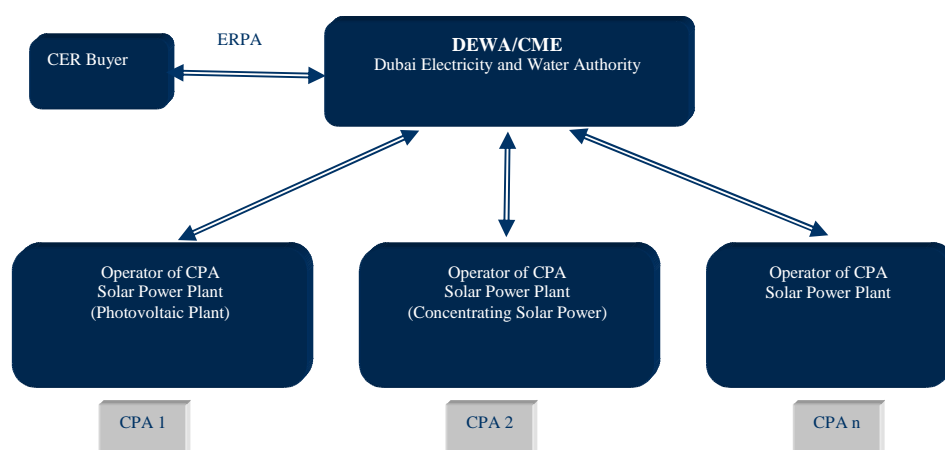 ERPA
CER Buyer
DEWA/CME
Dubai Electricity and Water Authority
Operator of CPA
Solar Power Plant
(Photovoltaic Plant)
Operator of CPA
Solar Power Plant
(Concentrating Solar Power)
Operator of CPA
Solar Power Plant
CPA 1
CPA 2
CPA n